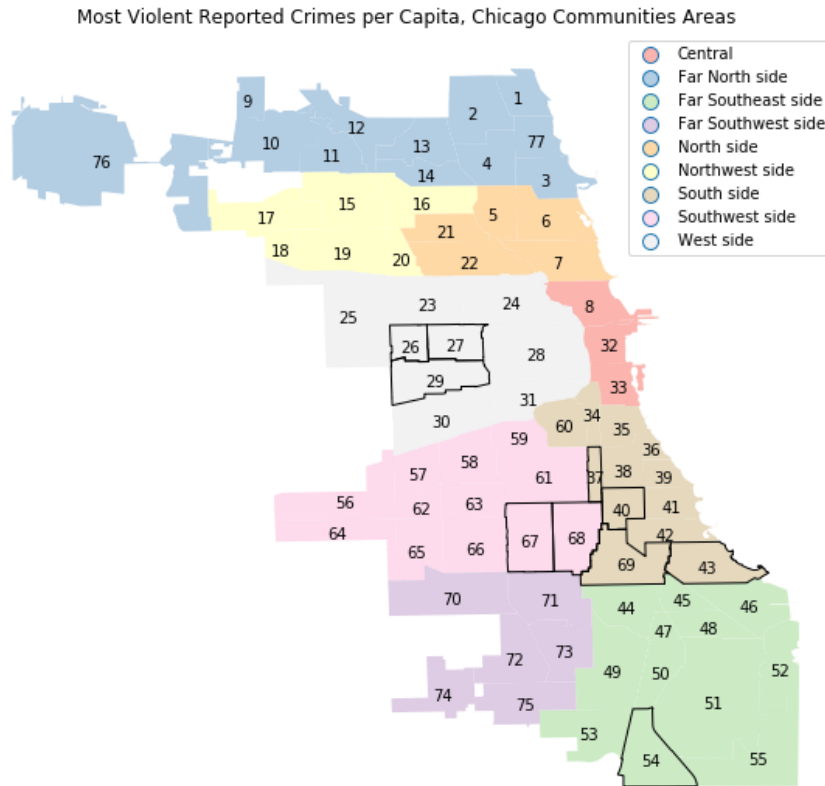 Most Violent Reported Crimes per Capita, Chicago Communities Areas
Central
Far North side
Far Southeast side
Far Southwest side
North side
Northwest side
South side
Southwest side
West side
9 1
2
12
10 13 77
11
76 4
14 3
15 16
17 5 6
21
18 19 20 22 7
23 24 8
25
26 27 32
28
29 33
31
30 34
60 35
59
36
58
57 61 38 39
37
56 62 63 40 41
64 42
67 68
65 66
69 43
70 71 44 45 46
47 48
73
72 49 50 52
74
75 51
53
54 55